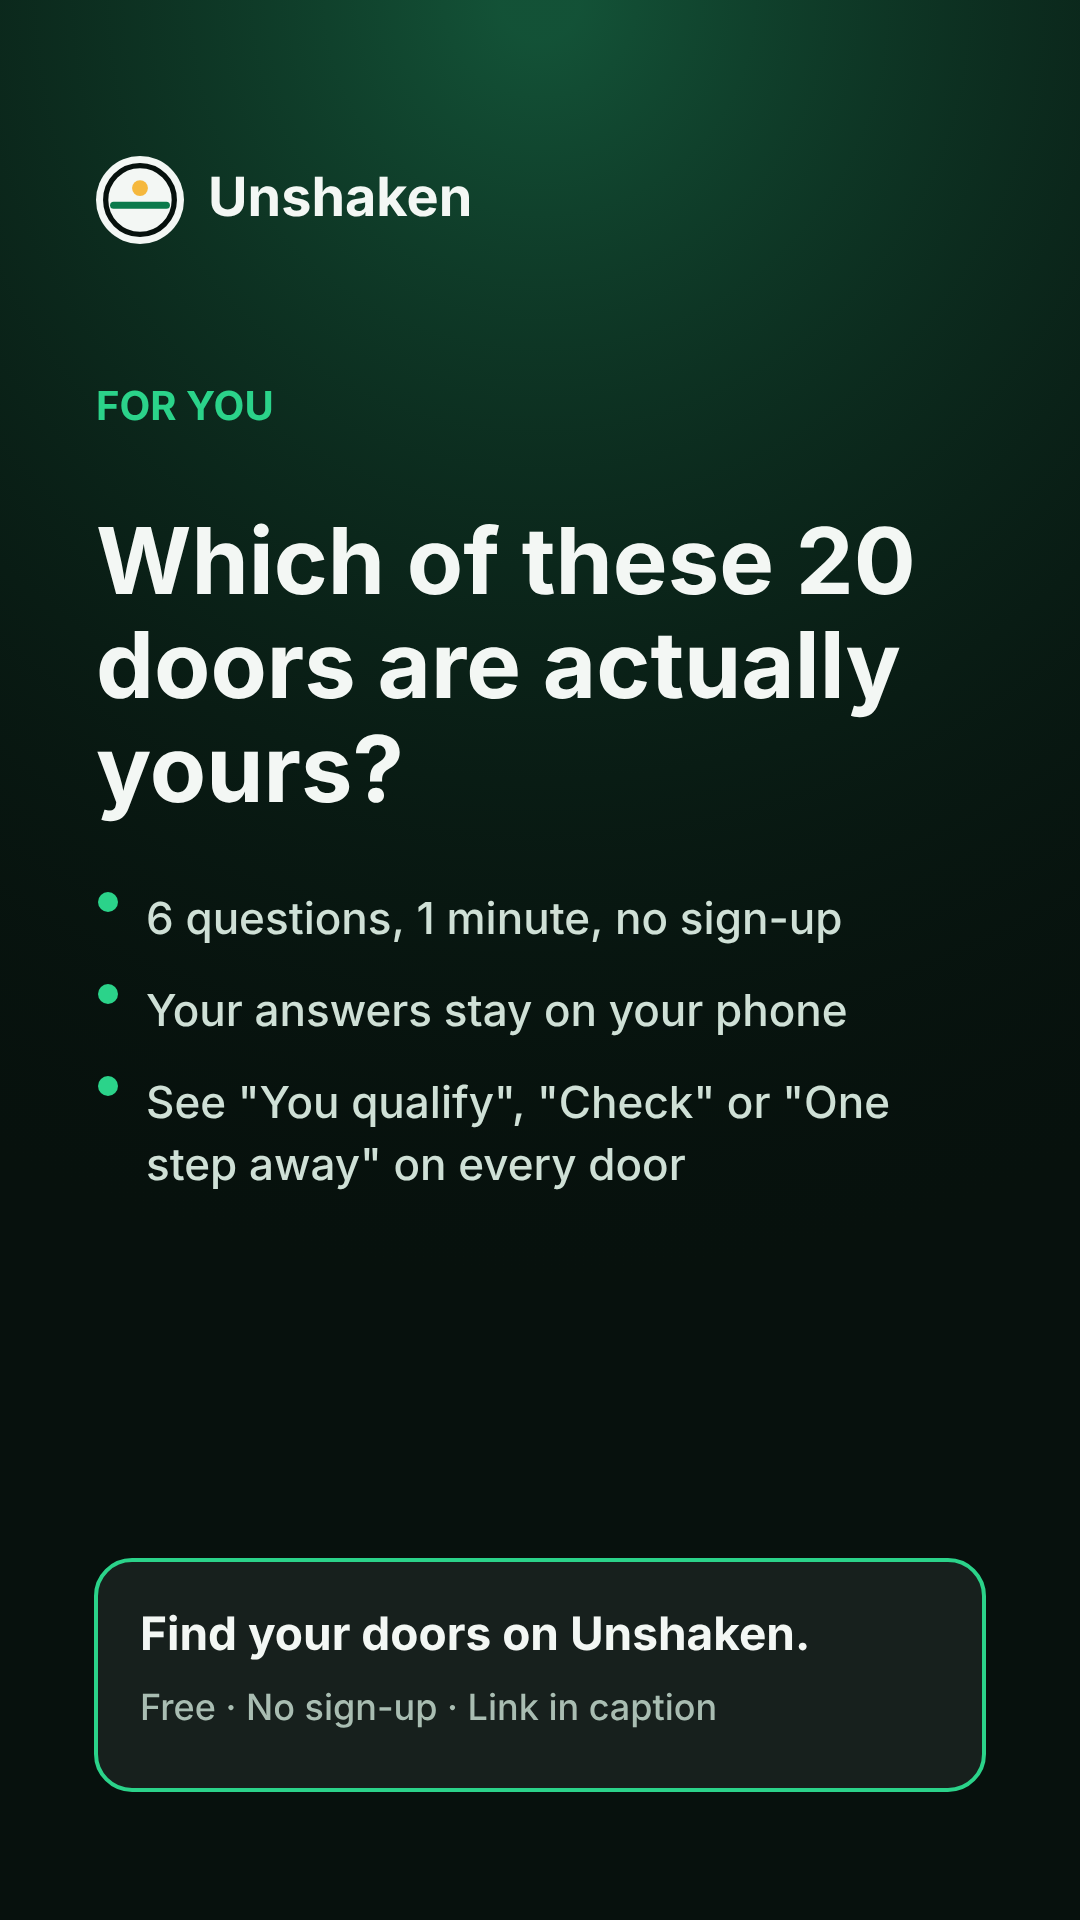 Unshaken
FOR YOU
Which of these 20
doors are actually
yours?
6 questions, 1 minute, no sign-up
Your answers stay on your phone
See "You qualify", "Check" or "One
step away" on every door
Find your doors on Unshaken.
Free · No sign-up · Link in caption